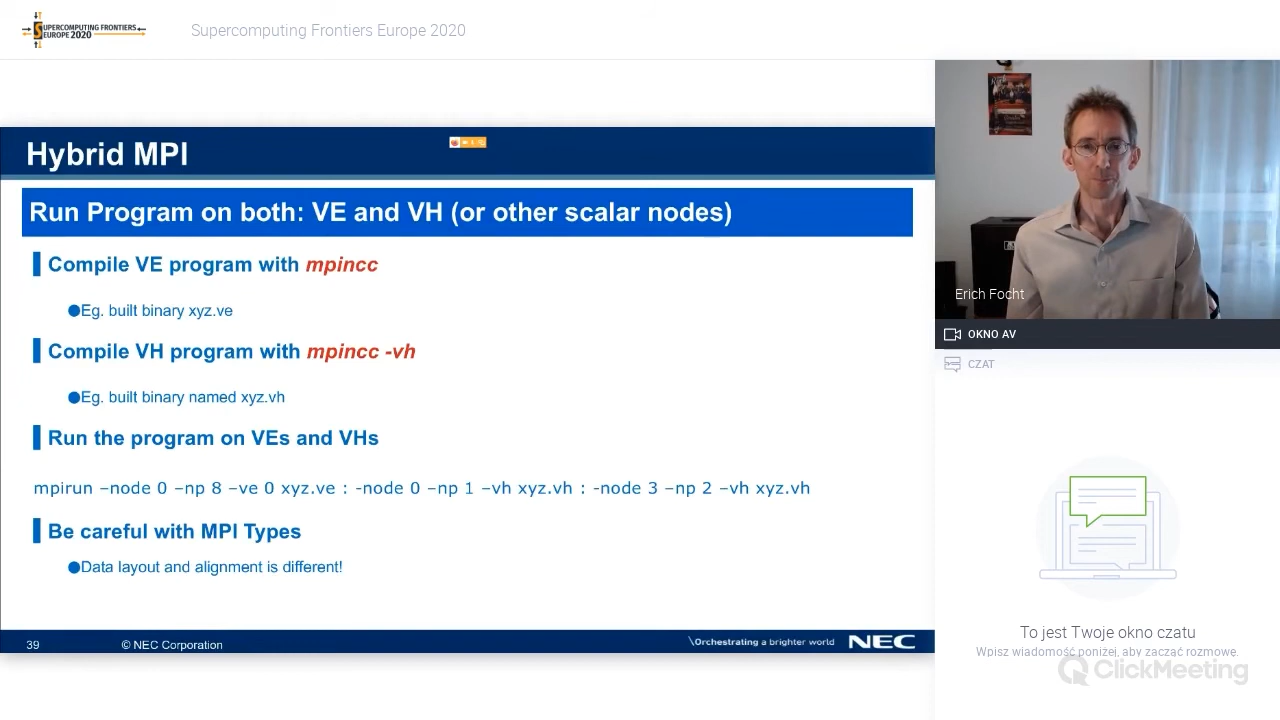 SUPERCOMPUTING FRONTIERS
EUROPE 2020
Supercomputing Frontiers Europe 2020
Hybrid MPI
Run Program on both: VE and VH (or other scalar nodes)
Compile VE program with mpincc
●Eg. built binary xyz.ve
Compile VH program with mpincc -vh
●Eg. built binary named xyz.vh
Run the program on VEs and VHs
mpirun –node 0 –np 8 –ve 0 xyz.ve : -node 0 –np 1 –vh xyz.vh : -node 3 –np 2 –vh xyz.vh
Be careful with MPI Types
●Data layout and alignment is different!
39
© NEC Corporation
\Orchestrating a brighter world
NEC
Erich Focht
OKNO AV
CZAT
To jest Twoje okno czatu
Wpisz wiadomość poniżej, aby zacząć rozmowę.
ClickMeeting